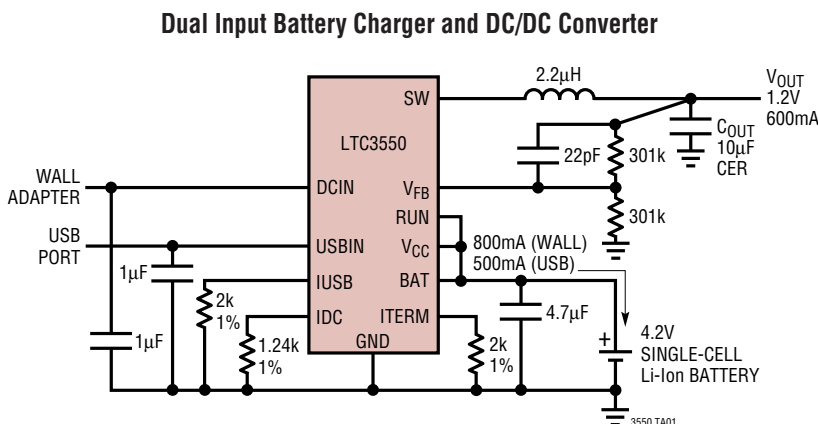 Dual Input Battery Charger and DC/DC Converter
2.2μH
VOUT
1.2V
600mA
SW
LTC3550
COUT
10μF
CER
22pF
301k
WALL
ADAPTER
DCIN
VFB
RUN
301k
USB
PORT
USBIN
VCC
800mA (WALL)
500mA (USB)
1μF
IUSB
BAT
2k
1%
4.7μF
IDC
ITERM
1μF
1.24k
1%
GND
2k
1%
+
4.2V
SINGLE-CELL
Li-Ion BATTERY
3550 TA01